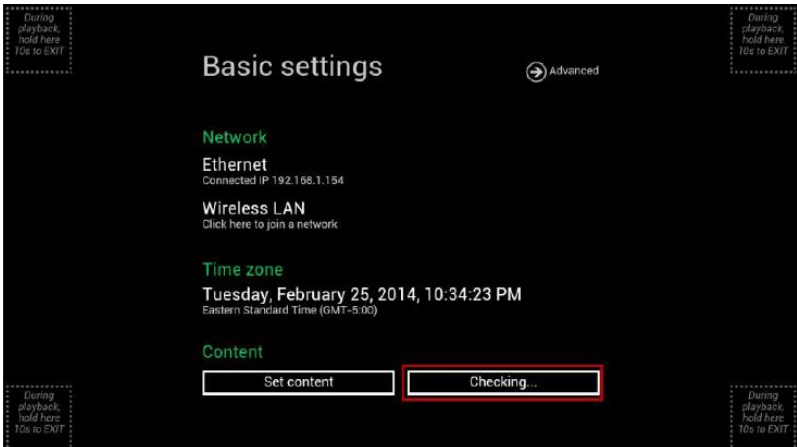 During
playback,
hold here
10s to EXIT
During
playback,
hold here
10s to EXIT
Basic settings
Advanced
Network
Ethernet
Connected IP 192.168.1.154
Wireless LAN
Click here to join a network
Time zone
Tuesday, February 25, 2014, 10:34:23 PM
Eastern Standard Time (GMT-5:00)
Content
Set content
Checking...
During
playback,
hold here
10s to EXIT
During
playback,
hold here
10s to EXIT